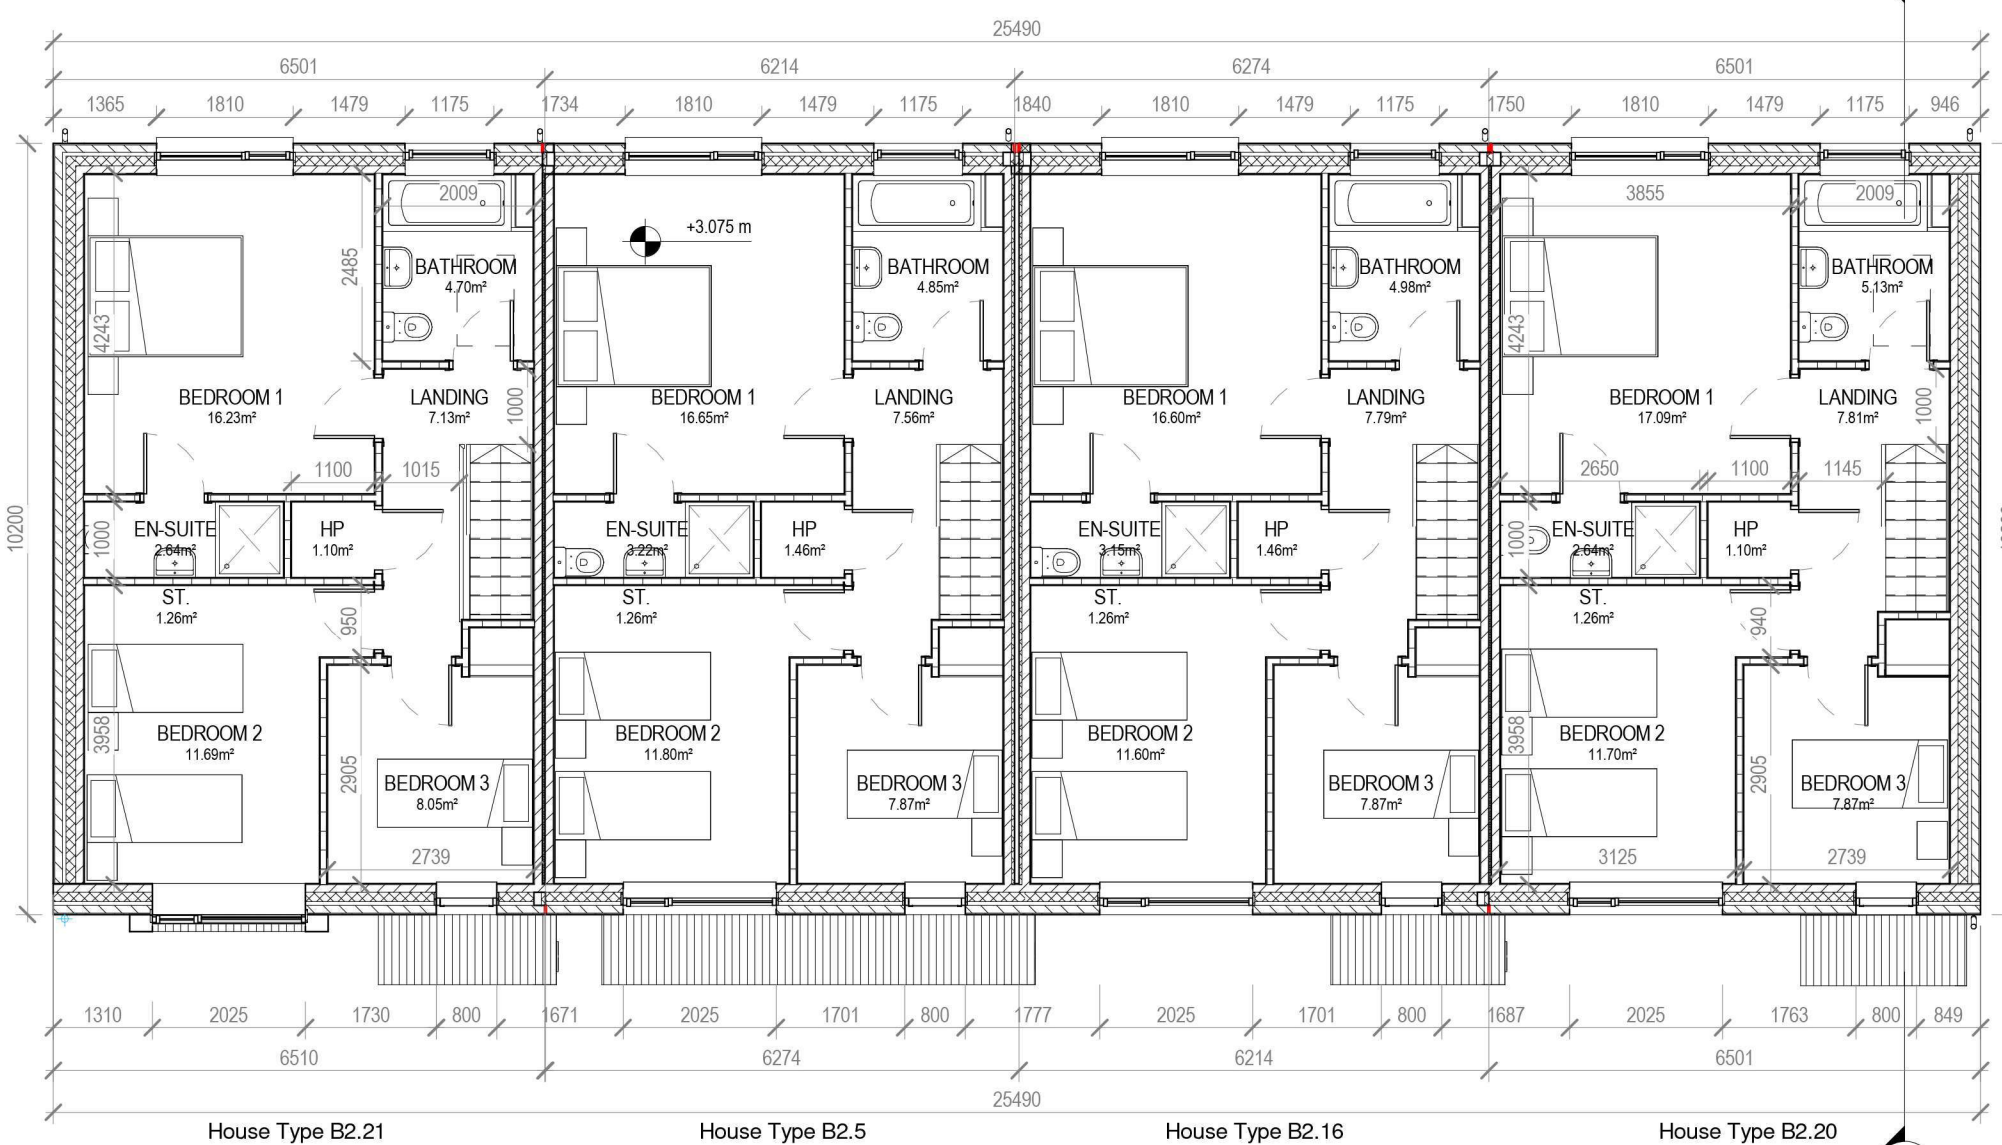 25490
6501 6214 6274 6501
1365 1810 1479 1175 1734 1810 1479 1175 1840 1810 1479 1175 1750 1810 1479 1175 946
2009 3855 2009
+3.075 m
2485
BATHROOM BATHROOM BATHROOM BATHROOM
4.70m² 4.85m² 4.98m² 5.13m²
4243 4243
BEDROOM 1 LANDING BEDROOM 1 LANDING BEDROOM 1 LANDING BEDROOM 1 LANDING
16.23m² 7.13m² 16.65m² 7.56m² 16.60m² 7.79m² 17.09m² 7.81m²
1000 1000
1100 1015 2650 1100 1145
10200
1000 1000
EN-SUITE HP EN-SUITE HP EN-SUITE HP EN-SUITE HP
2.64m² 1.10m² 3.22m² 1.46m² 3.15m² 1.46m² 2.64m² 1.10m²
ST. ST. ST. ST.
1.26m² 1.26m² 1.26m² 1.26m²
950 940
3958 3958
BEDROOM 2 BEDROOM 2 BEDROOM 2 BEDROOM 2
11.69m² 11.80m² 11.60m² 11.70m²
2905 2905
BEDROOM 3 BEDROOM 3 BEDROOM 3 BEDROOM 3
8.05m² 7.87m² 7.87m² 7.87m²
2739 3125 2739
1310 2025 1730 800 1671 2025 1701 800 1777 2025 1701 800 1687 2025 1763 800 849
6510 6274 6214 6501
25490
House Type B2.21 House Type B2.5 House Type B2.16 House Type B2.20